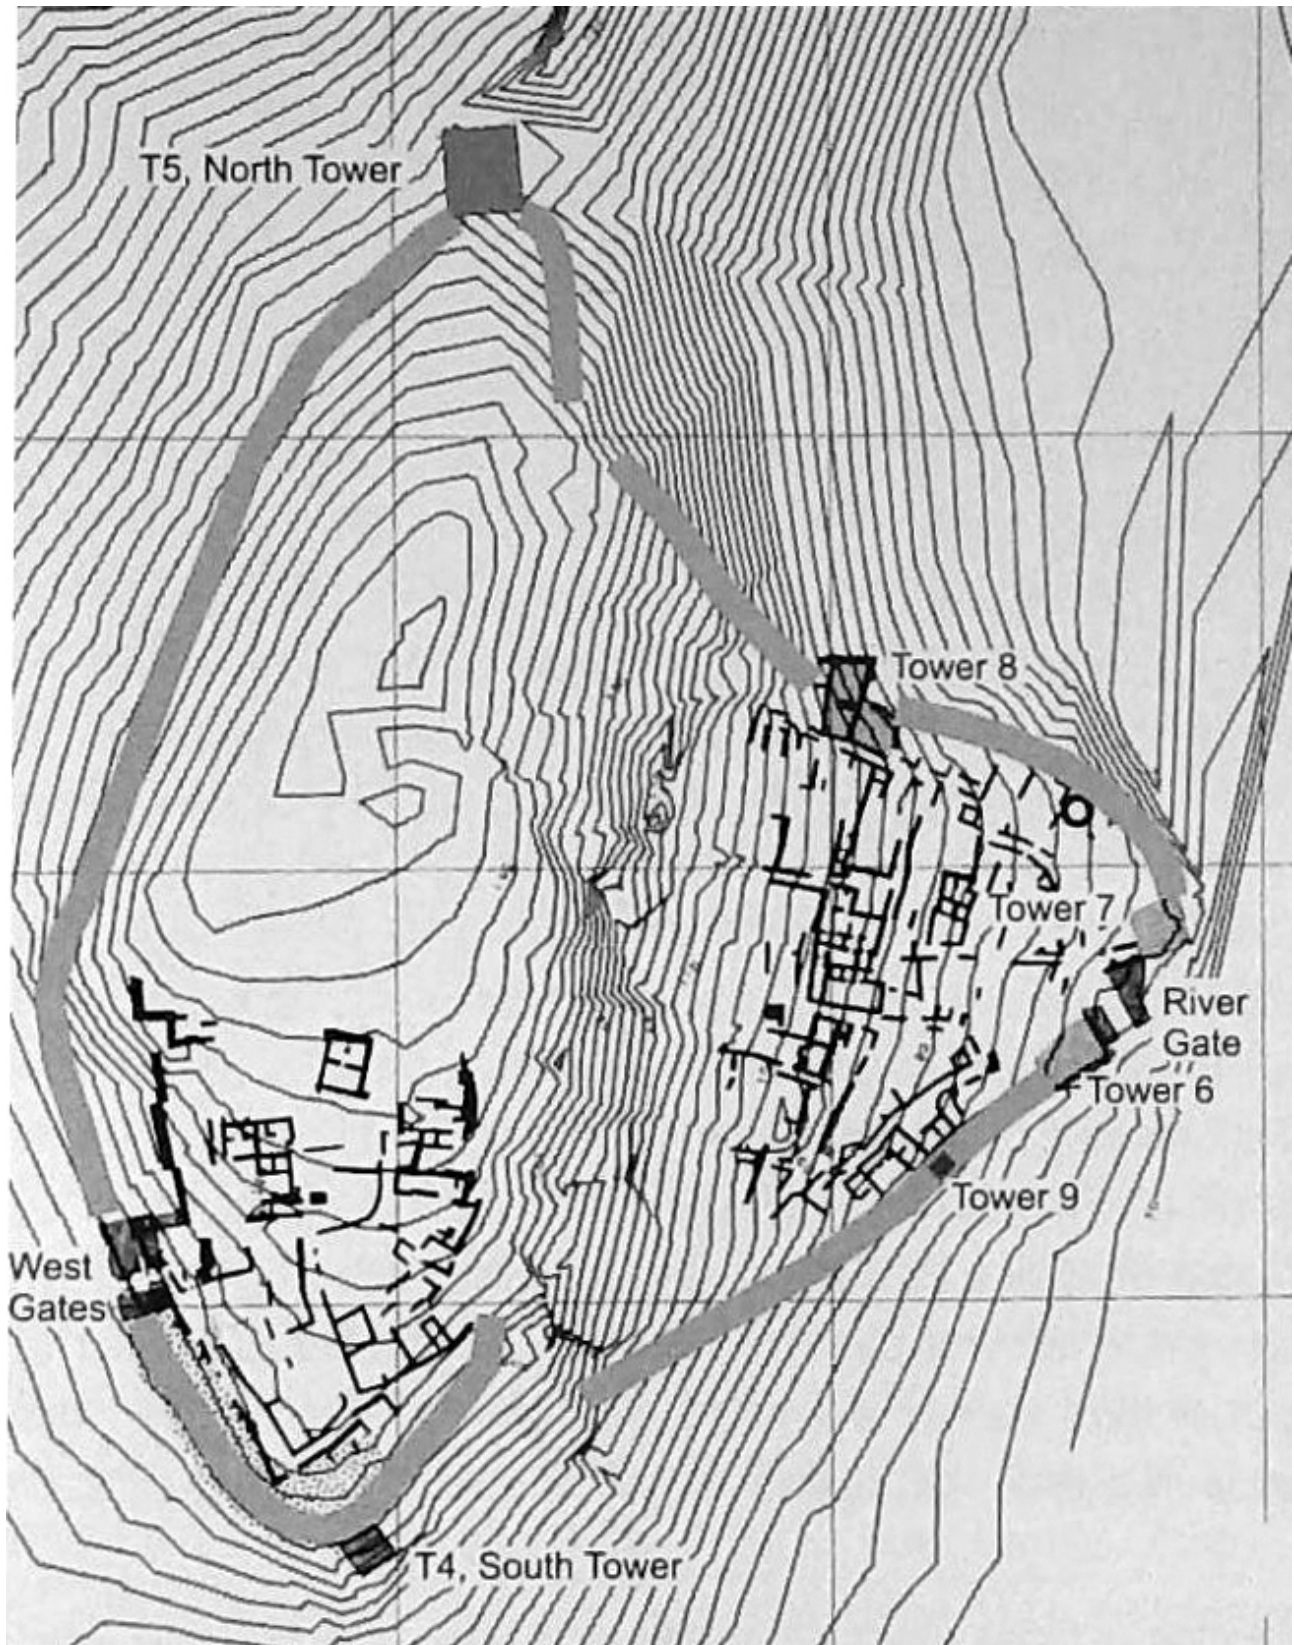 T5, North Tower
Tower 8
Tower 7
River
Gate
Tower 6
Tower 9
West
Gates
T4, South Tower